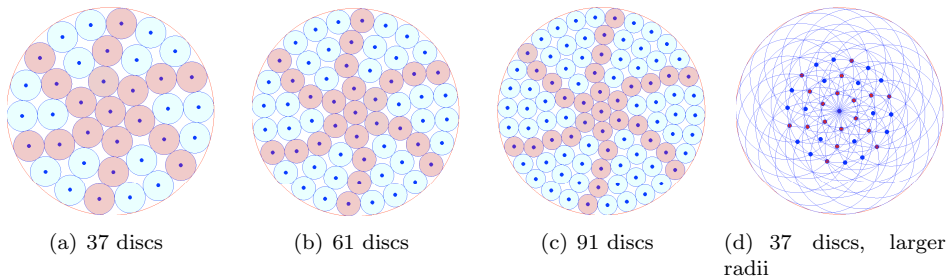 (a) 37 discs
(b) 61 discs
(c) 91 discs
(d) 37 discs, larger
radii